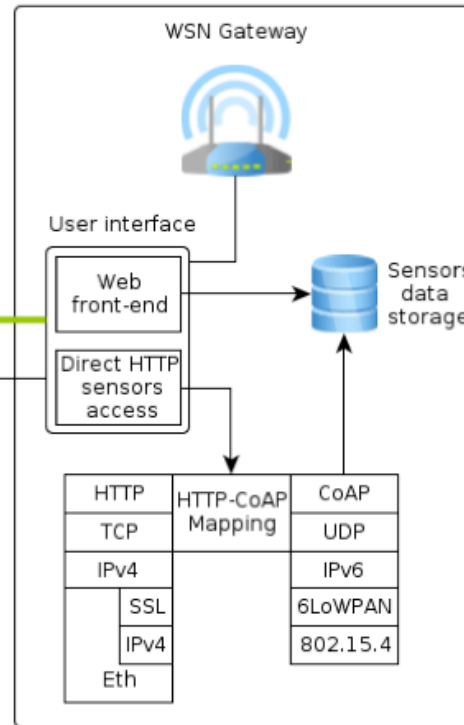 WSN Gateway
User interface
Web
front-end
Sensors
data
storage
Direct HTTP
sensors
access
HTTP
HTTP-CoAP
Mapping
CoAP
TCP
UDP
IPv4
IPv6
SSL
6LoWPAN
IPv4
802.15.4
Eth